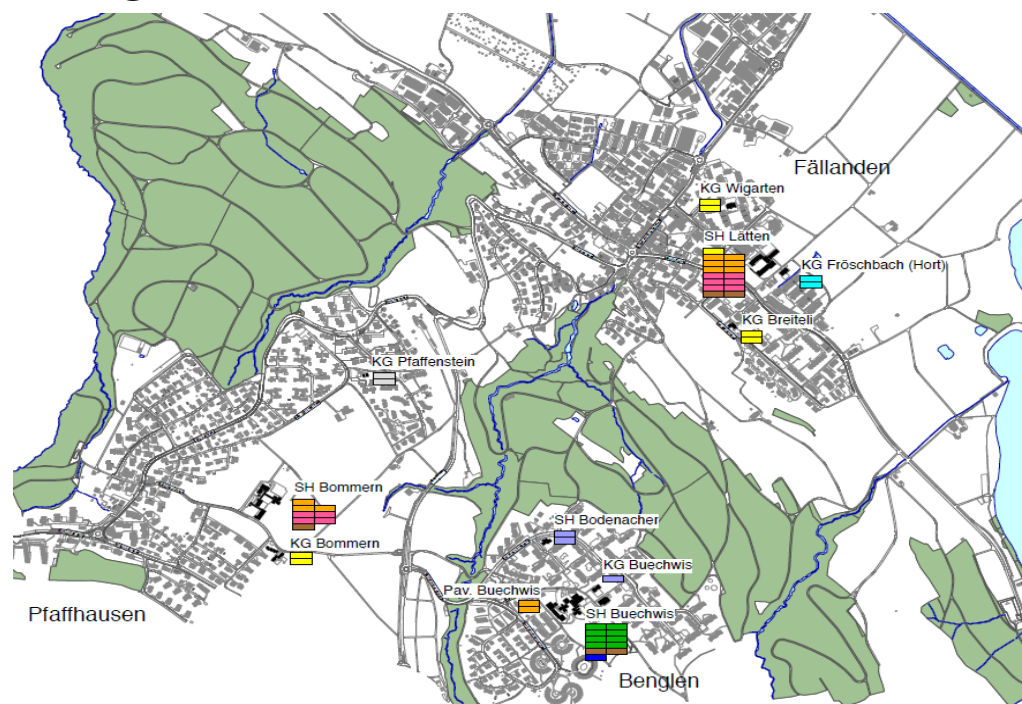 Fällanden
KG Wigarten
SH Lätten
KG Fröschbach (Hort)
KG Breiteli
KG Pfaffenstein
SH Bommern
KG Bommern
SH Bodenacher
KG Buechwis
Pav. Buechwis
SH Buechwis
Pfaffhausen
Benglen